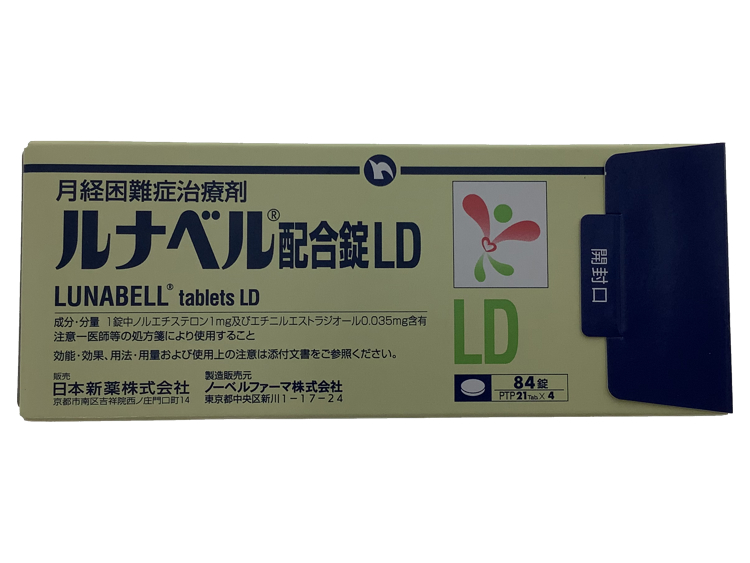 月経困難症治療剤
ルナベル®配合錠LD
LUNABELL® tablets LD
成分・分量 1錠中ノルエチステロン1mg及びエチニルエストラジオール0.035mg含有
注意－医師等の処方箋により使用すること
効能・効果、用法・用量および使用上の注意は添付文書をご参照ください。
販売
日本新薬株式会社
京都市南区吉祥院西ノ庄門口町14
製造販売元
ノーベルファーマ株式会社
東京都中央区新川1－17－24
LD
84錠
PTP 21Tab.×4
開封口